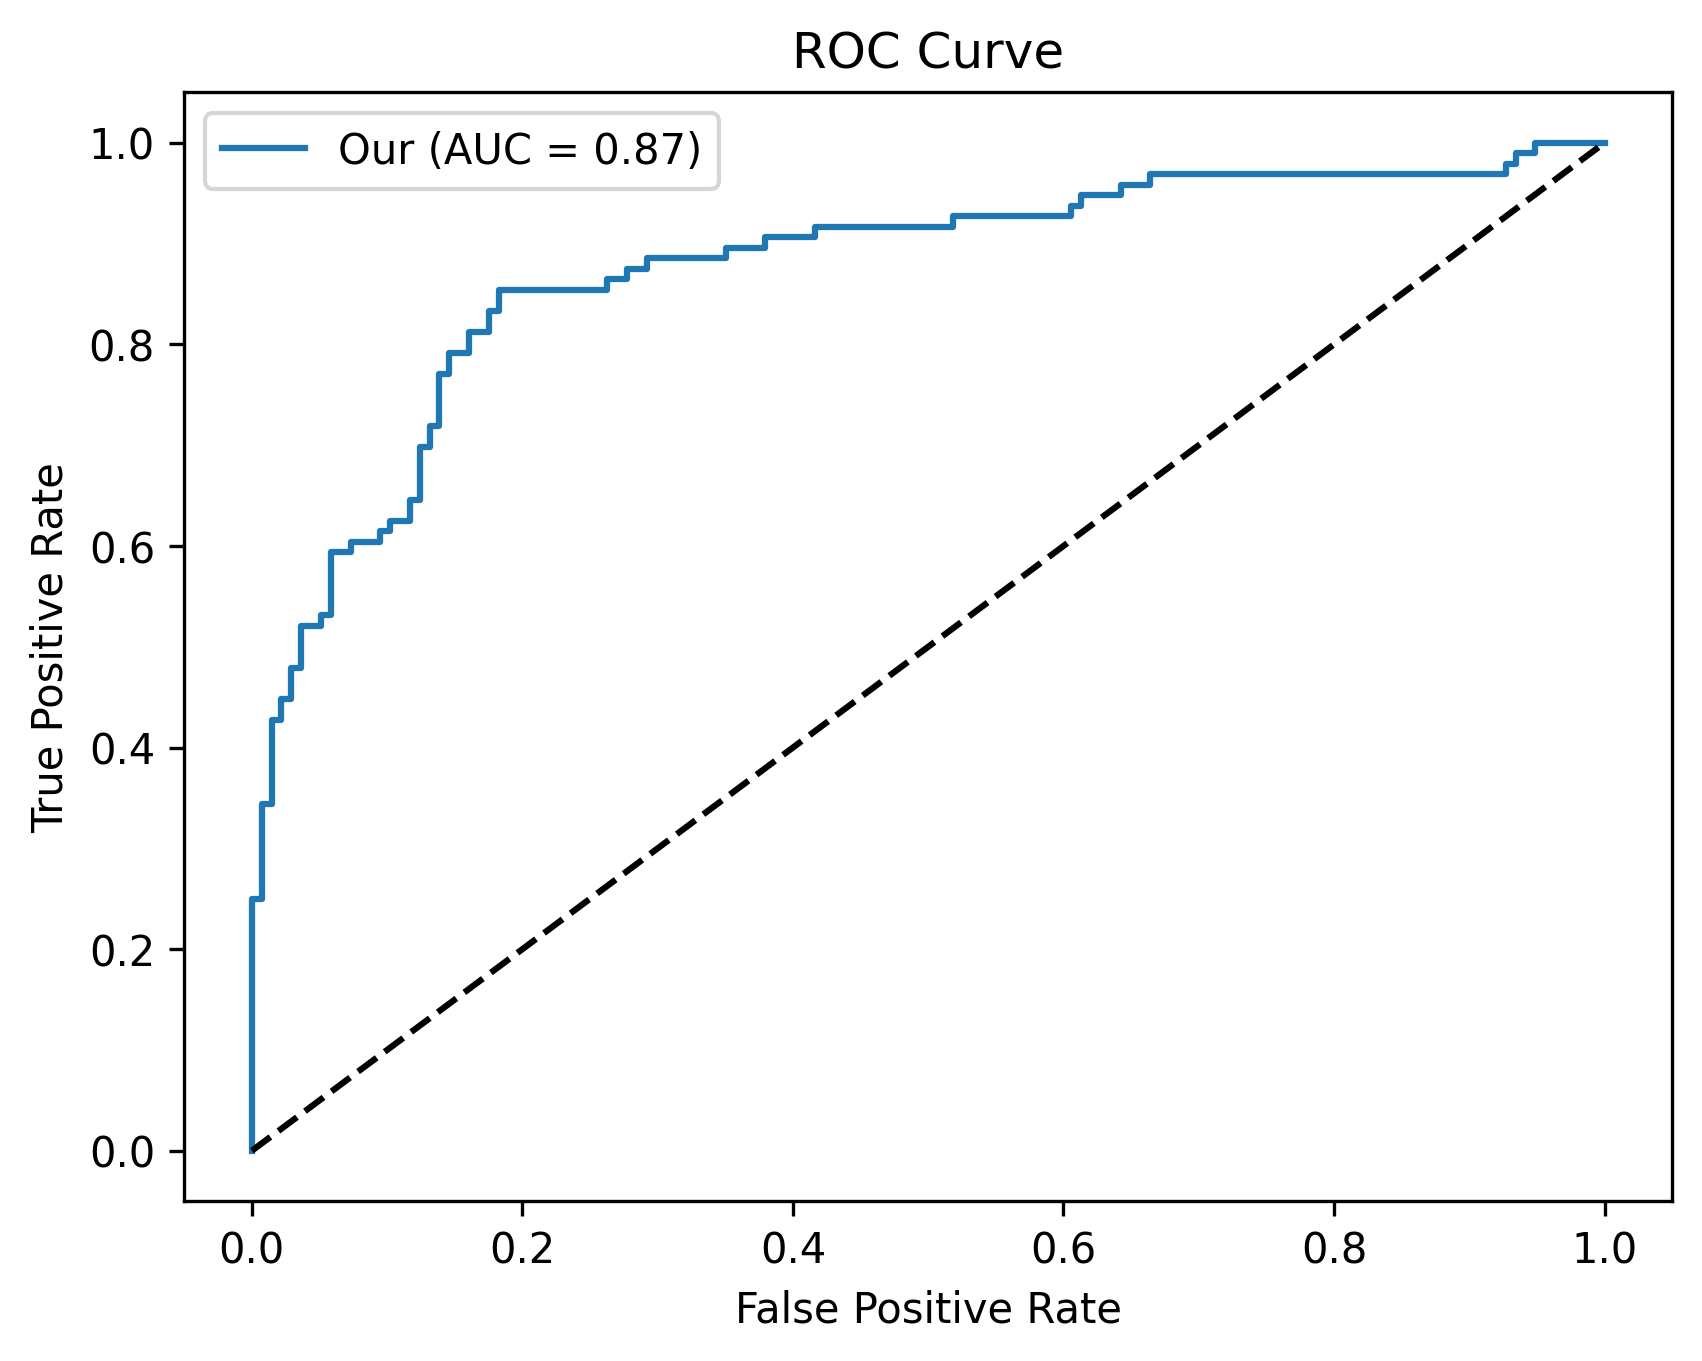 ROC Curve
Our (AUC = 0.87)
True Positive Rate
1.0
0.8
0.6
0.4
0.2
0.0
0.0 0.2 0.4 0.6 0.8 1.0
False Positive Rate